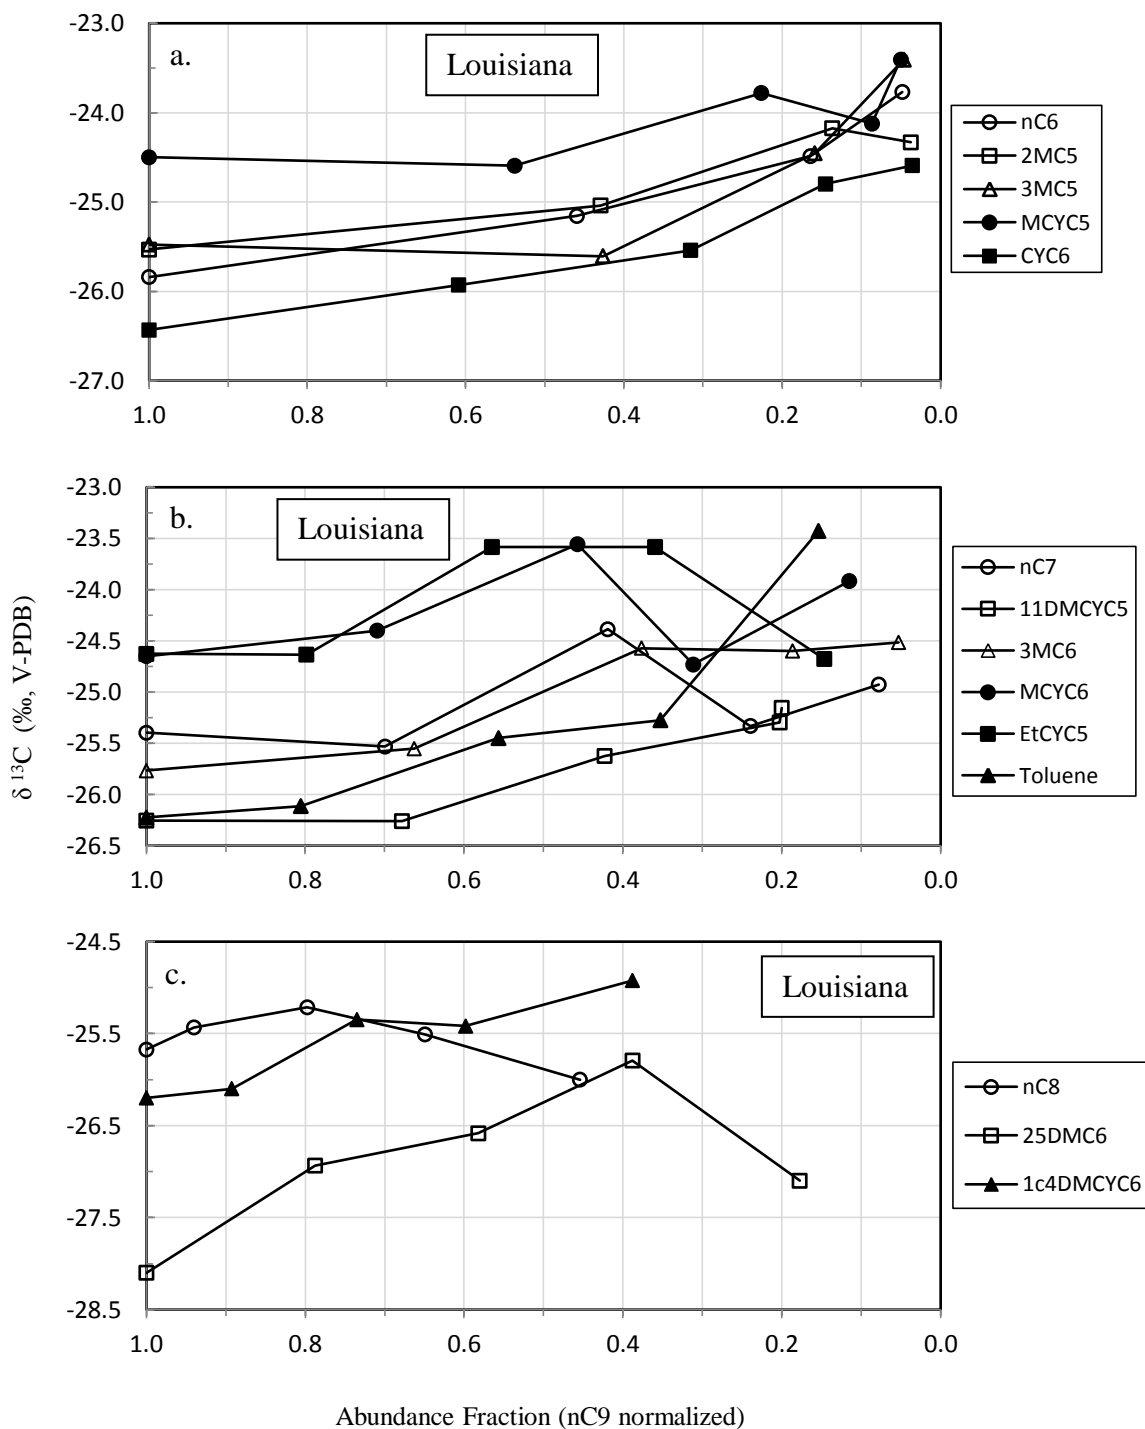 -23.0
a.
Louisiana
-24.0
-25.0
-26.0
-27.0
1.0 0.8 0.6 0.4 0.2 0.0
nC6
2MC5
3MC5
MCYC5
CYC6
δ ¹³C (‰, V-PDB)
-23.0
b.
Louisiana
-23.5
-24.0
-24.5
-25.0
-25.5
-26.0
-26.5
1.0 0.8 0.6 0.4 0.2 0.0
nC7
11DMCYC5
3MC6
MCYC6
EtCYC5
Toluene
-24.5
c.
Louisiana
-25.5
-26.5
-27.5
-28.5
1.0 0.8 0.6 0.4 0.2 0.0
nC8
25DMC6
1c4DMCYC6
Abundance Fraction (nC9 normalized)